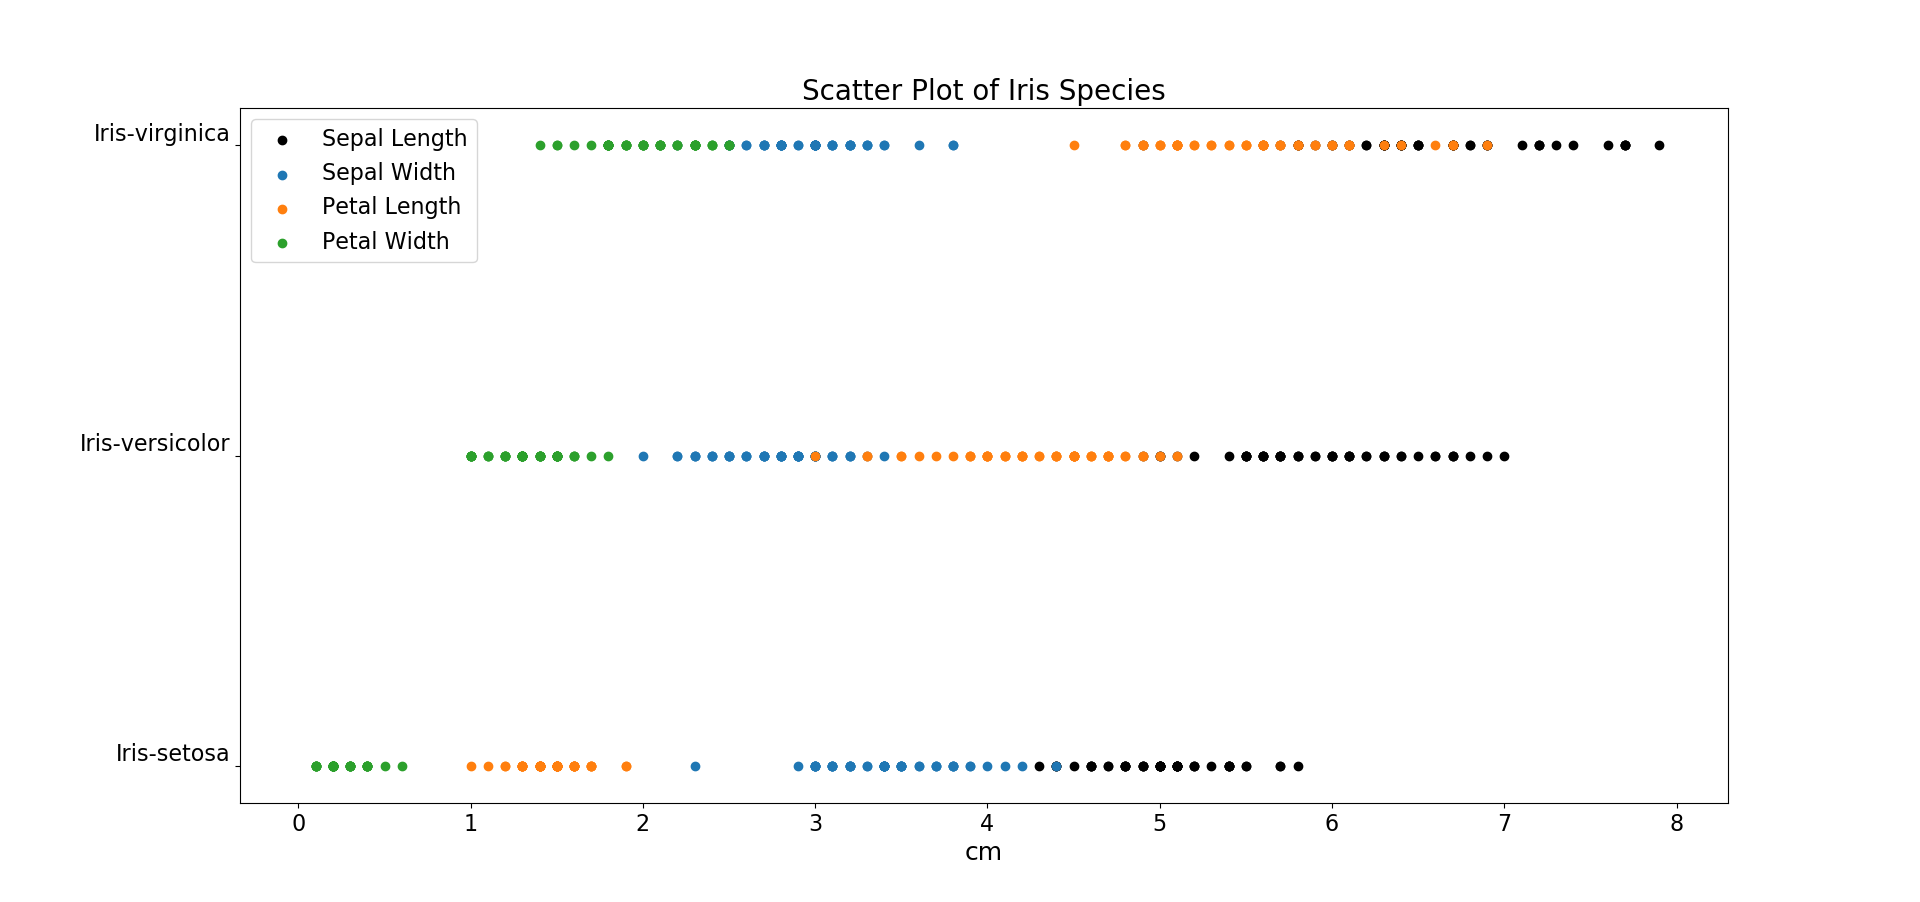 Scatter Plot of Iris Species
Iris-virginica
Sepal Length
Sepal Width
Petal Length
Petal Width
Iris-versicolor
Iris-setosa
0 1 2 3 4 5 6 7 8
cm